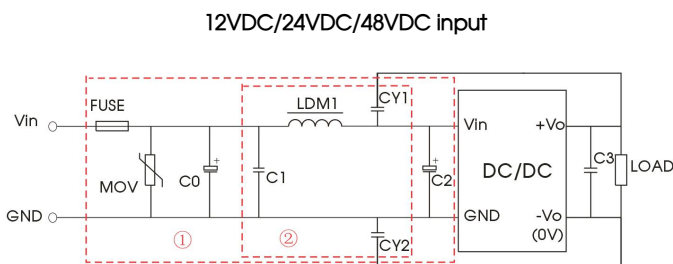 12VDC/24VDC/48VDC input
FUSE
LDM1
CY1
Vin
Vin
+Vo
MOV
C0
+
C1
+
C2
DC/DC
C3
LOAD
GND
①
②
GND
-Vo
(0V)
CY2